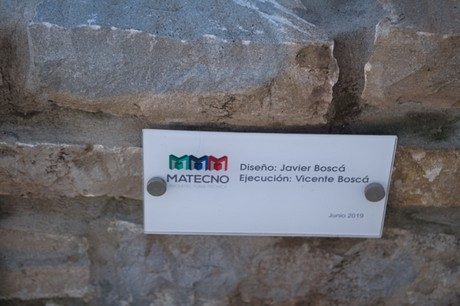 MATECNO
Diseño: Javier Boscá
Ejecución: Vicente Boscá
Junio 2019